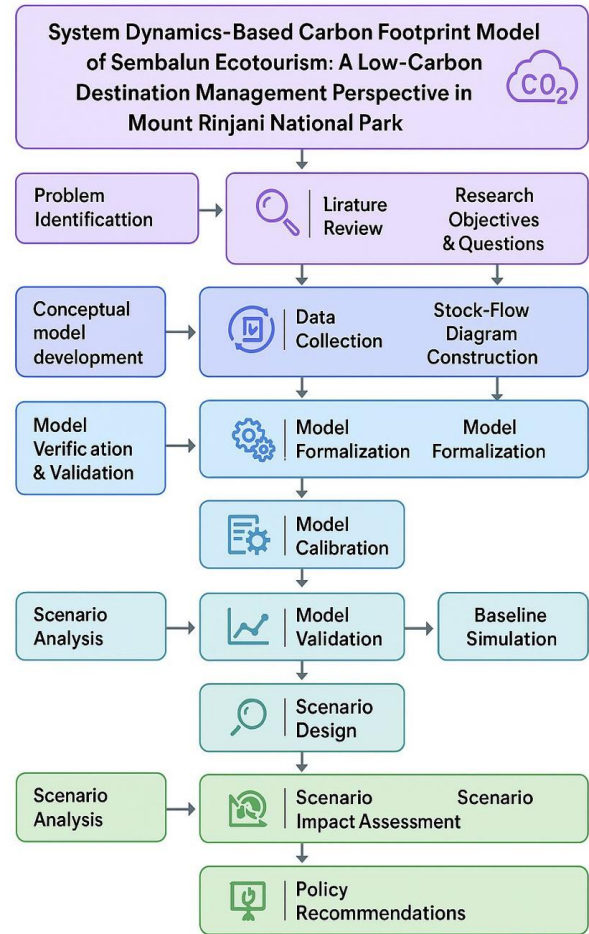 System Dynamics-Based Carbon Footprint Model
of Sembalun Ecotourism: A Low-Carbon
Destination Management Perspective in
Mount Rinjani National Park
CO₂
Problem
Identificattion
Lirature
Review
Research
Objectives
& Questions
Conceptual
model
development
Data
Collection
Stock-Flow
Diagram
Construction
Model
Verific ation
& Validation
Model
Formalization
Model
Formalization
Model
Calibration
Scenario
Analysis
Model
Validation
Baseline
Simulation
Scenario
Design
Scenario
Analysis
Scenario
Impact Assessment
Scenario
Policy
Recommendations